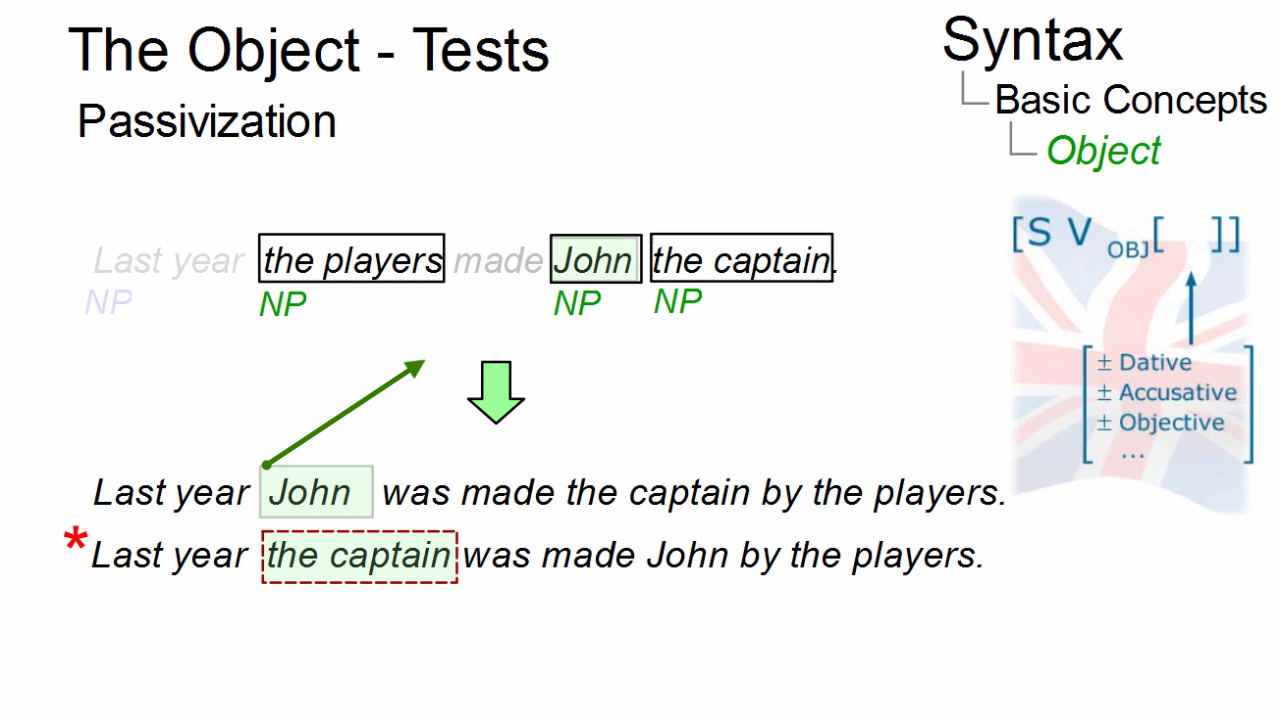 The Object - Tests
Passivization
Syntax
Basic Concepts
Object
Last year the players made John the captain.
NP NP NP NP
[S V OBJ[ ]]
± Dative
± Accusative
± Objective
...
Last year John was made the captain by the players.
*Last year the captain was made John by the players.